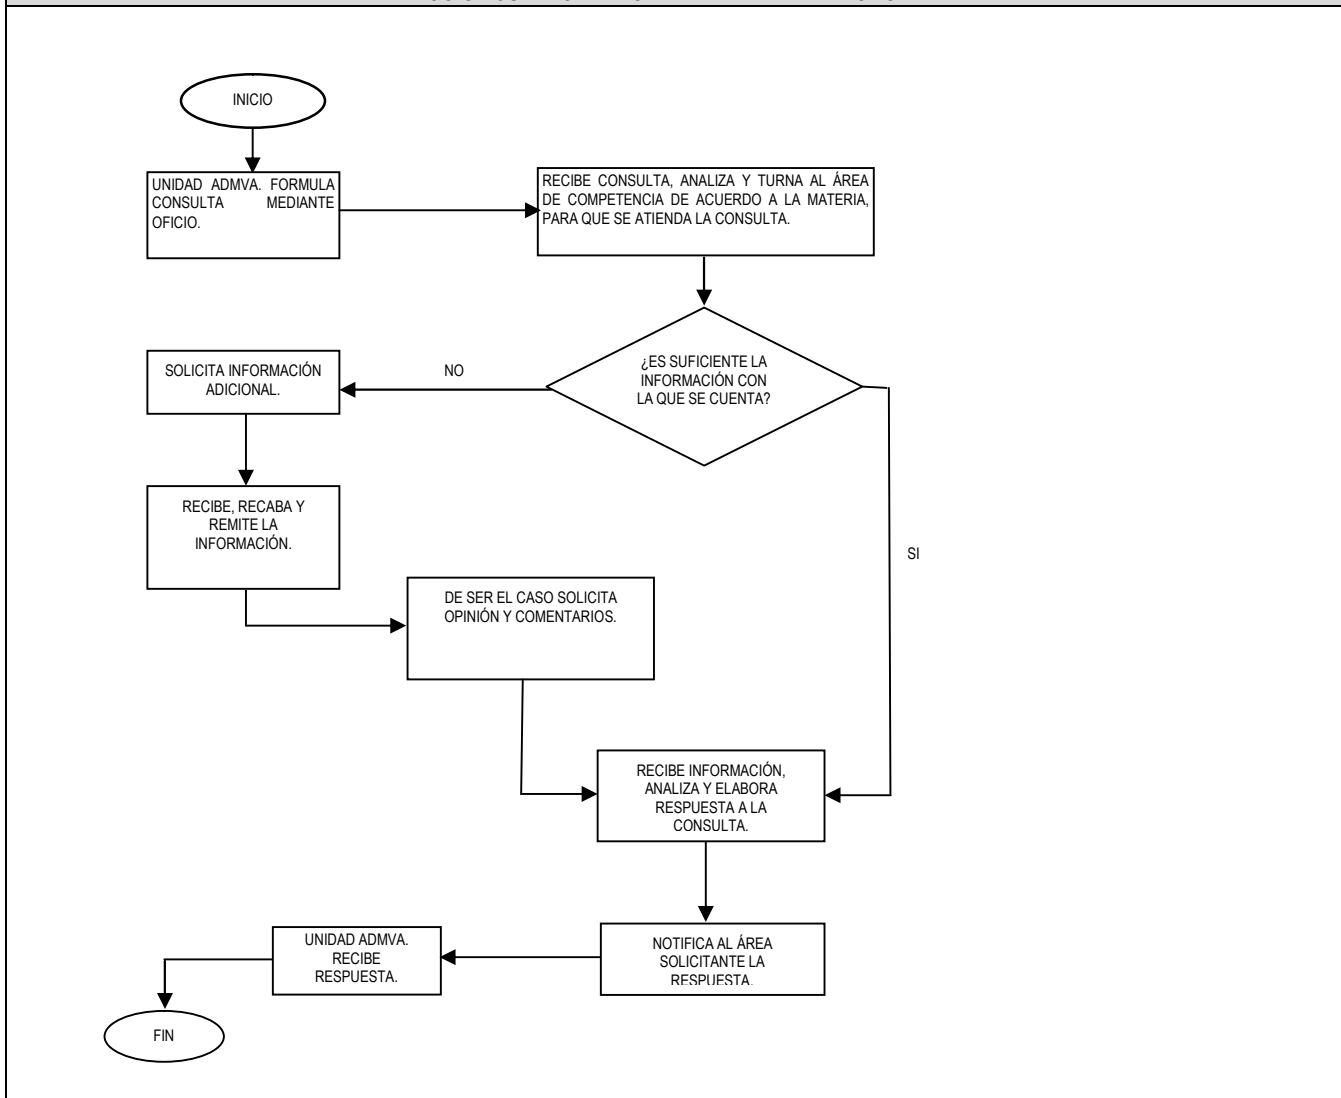 INICIO
UNIDAD ADMVA. FORMULA
CONSULTA MEDIANTE
OFICIO.
RECIBE CONSULTA, ANALIZA Y TURNA AL ÁREA
DE COMPETENCIA DE ACUERDO A LA MATERIA,
PARA QUE SE ATIENDA LA CONSULTA.
¿ES SUFICIENTE LA
INFORMACIÓN CON
LA QUE SE CUENTA?
NO
SOLICITA INFORMACIÓN
ADICIONAL.
RECIBE, RECABA Y
REMITE LA
INFORMACIÓN.
SI
DE SER EL CASO SOLICITA
OPINIÓN Y COMENTARIOS.
RECIBE INFORMACIÓN,
ANALIZA Y ELABORA
RESPUESTA A LA
CONSULTA.
NOTIFICA AL ÁREA
SOLICITANTE LA
RESPUESTA.
UNIDAD ADMVA.
RECIBE
RESPUESTA.
FIN